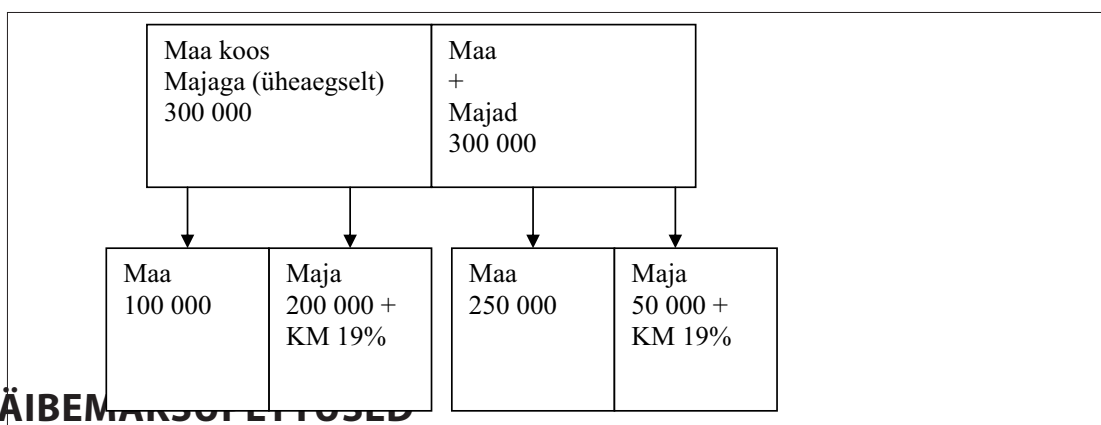 Maa koos
Majaga (üheaegselt)
300 000
Maa
+
Majad
300 000
Maa
100 000
Maja
200 000 +
KM 19%
Maa
250 000
Maja
50 000 +
KM 19%
ÄIBEMAKSUPETTUSED